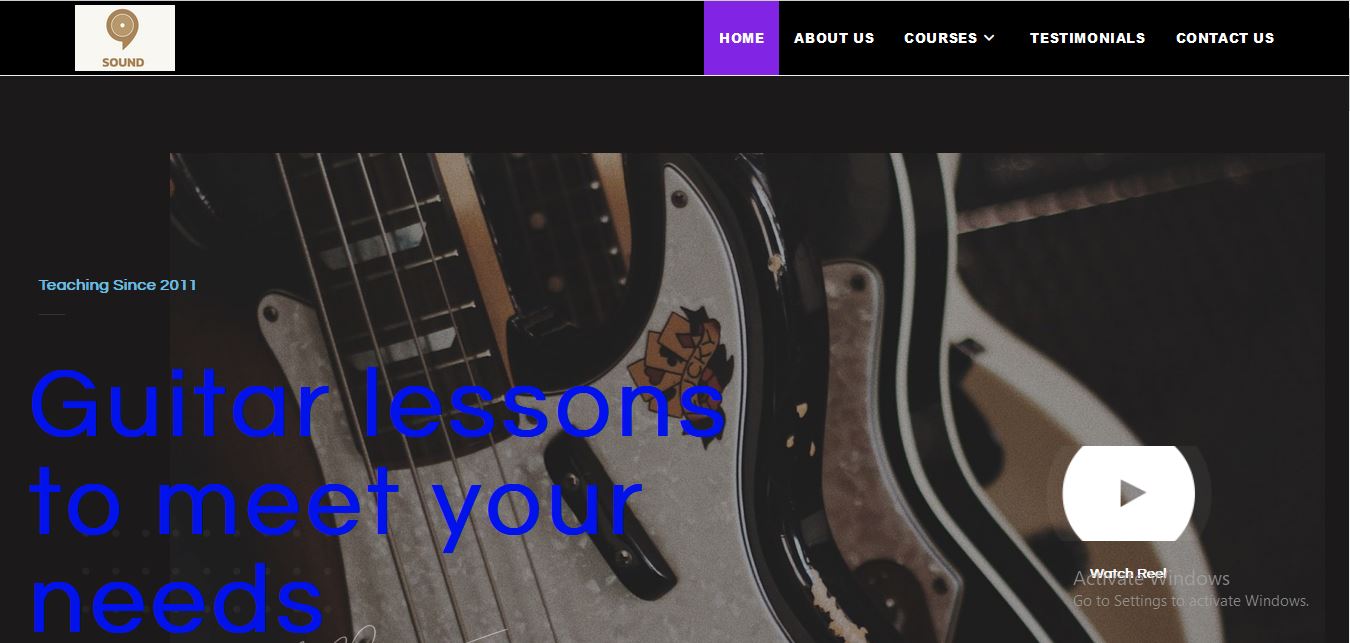 SOUND
HOME ABOUT US COURSES TESTIMONIALS CONTACT US
Teaching Since 2011
Guitar lessons
to meet your
needs
Watch Reel
Activate Windows
Go to Settings to activate Windows.